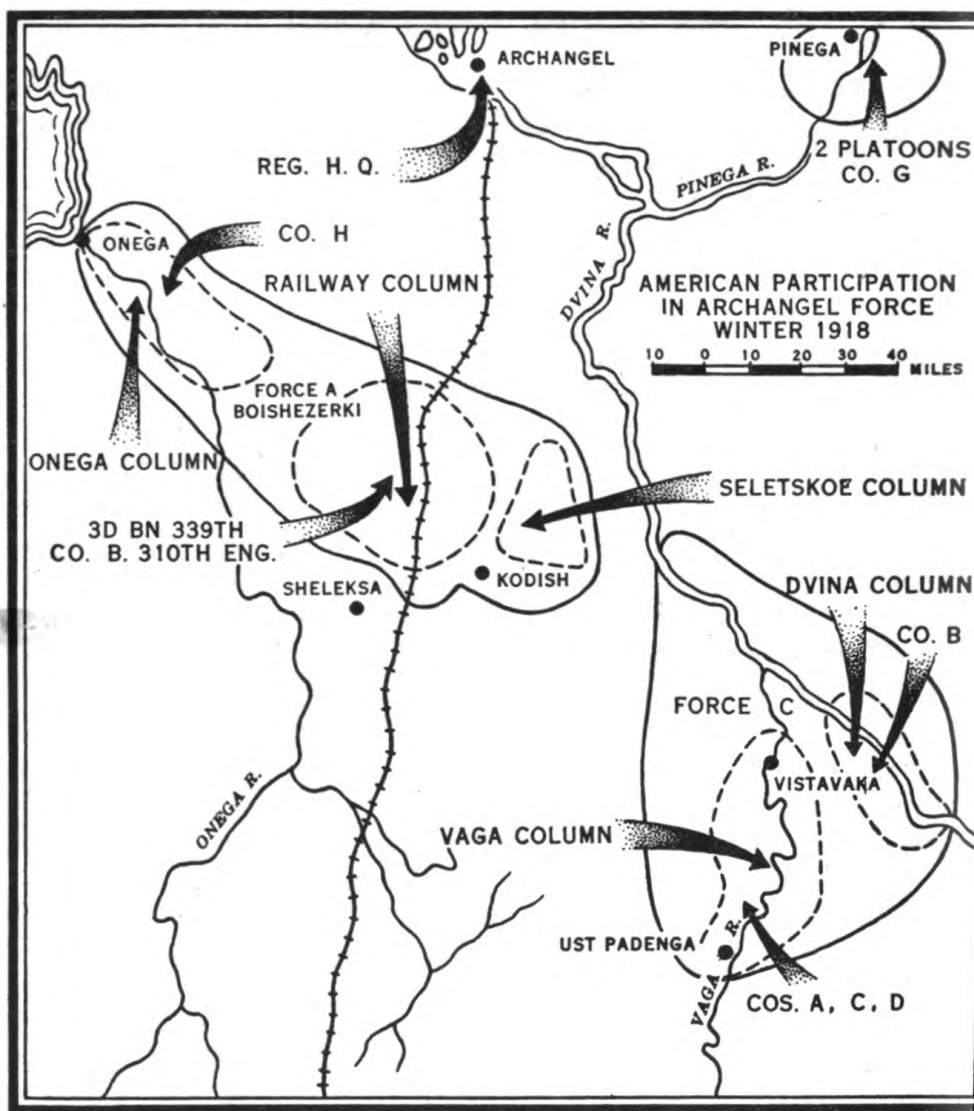 ARCHANGEL
PINEGA
REG. H. Q.
2 PLATOONS
CO. G
PINEGA R.
ONEGA
CO. H
RAILWAY COLUMN
DVINA R.
AMERICAN PARTICIPATION
IN ARCHANGEL FORCE
WINTER 1918
10 0 10 20 30 40
MILES
FORCE A
BOISHEZERKI
ONEGA COLUMN
SELETSKOE COLUMN
3D BN 339TH
CO. B. 310TH ENG.
SHELEKSA
KODISH
DVINA COLUMN
CO. B
FORCE C
VISTAVAKA
ONEGA R.
VAGA COLUMN
UST PADENGA
VAGA R.
COS. A, C, D